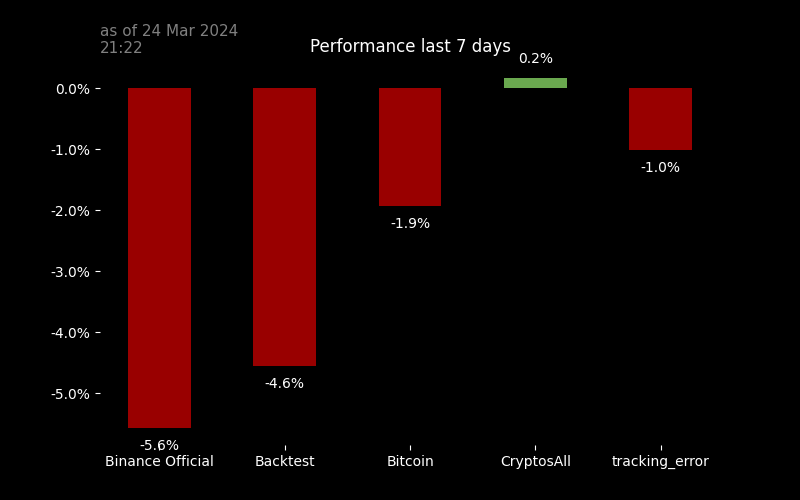 as of 24 Mar 2024
21:22
Performance last 7 days
0.2%
0.0%
-1.0%
-1.0%
-2.0%
-1.9%
-3.0%
-4.0%
-4.6%
-5.0%
-5.6%
Binance Official
Backtest
Bitcoin
CryptosAll
tracking_error